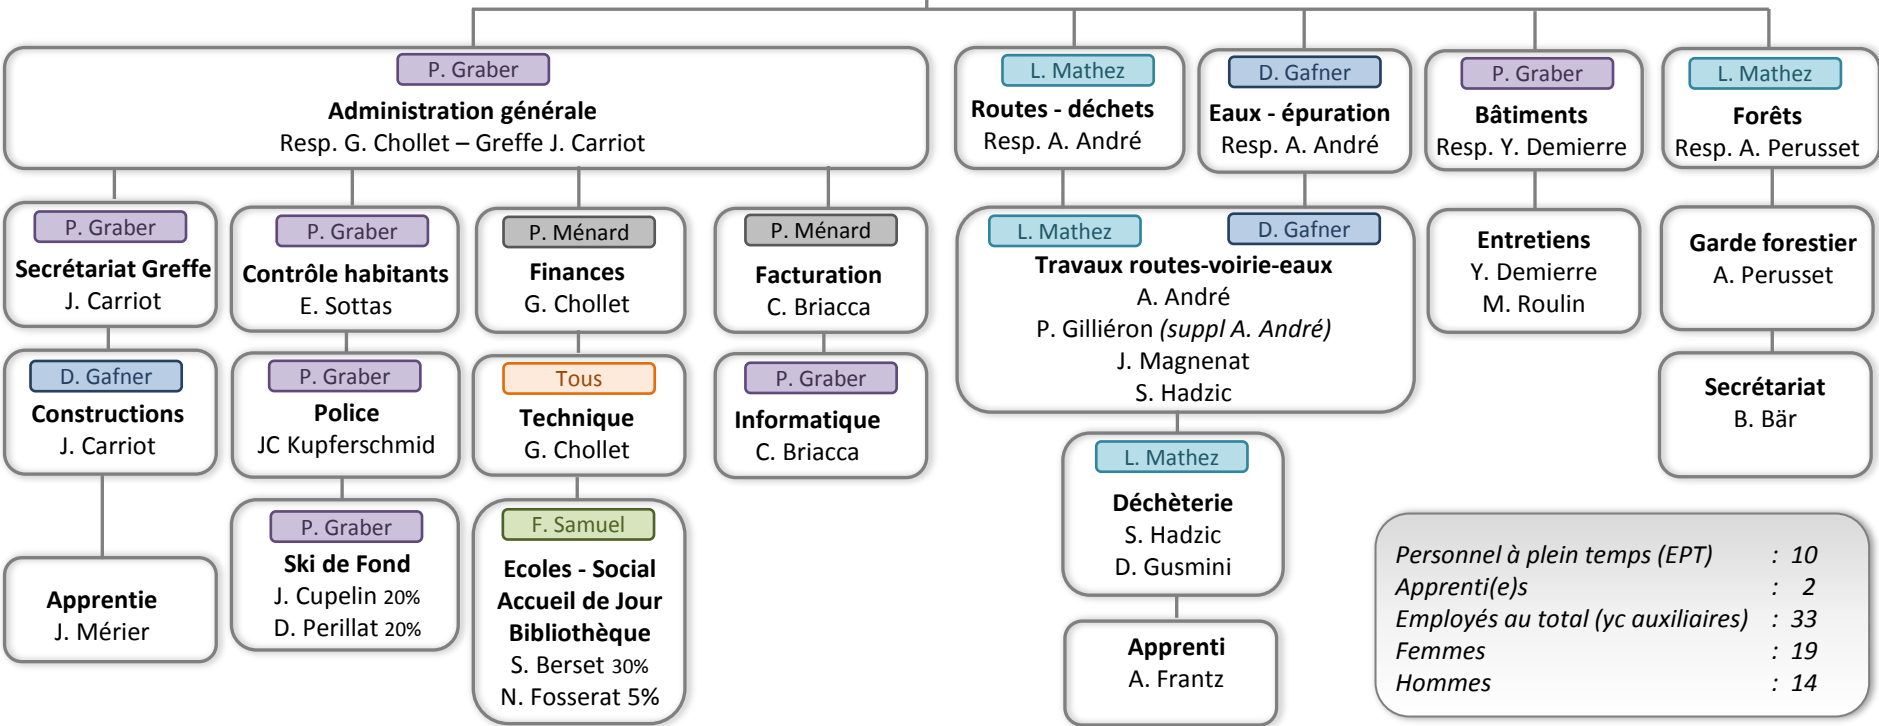 P. Graber
Administration générale
Resp. G. Chollet – Greffe J. Carriot
L. Mathez
Routes - déchets
Resp. A. André
D. Gafner
Eaux - épuration
Resp. A. André
P. Graber
Bâtiments
Resp. Y. Demierre
L. Mathez
Forêts
Resp. A. Perusset
P. Graber
Secrétariat Greffe
J. Carriot
P. Graber
Contrôle habitants
E. Sottas
P. Ménard
Finances
G. Chollet
P. Ménard
Facturation
C. Briacca
L. Mathez
D. Gafner
Travaux routes-voirie-eaux
A. André
P. Gilliéron (suppl A. André)
J. Magnenat
S. Hadzic
Entretiens
Y. Demierre
M. Roulin
Garde forestier
A. Perusset
D. Gafner
Constructions
J. Carriot
P. Graber
Police
JC Kupferschmid
Tous
Technique
G. Chollet
P. Graber
Informatique
C. Briacca
Secrétariat
B. Bär
L. Mathez
Déchèterie
S. Hadzic
D. Gusmini
Apprentie
J. Mérier
P. Graber
Ski de Fond
J. Cupelin 20%
D. Perillat 20%
F. Samuel
Ecoles - Social
Accueil de Jour
Bibliothèque
S. Berset 30%
N. Fosserat 5%
Apprenti
A. Frantz
Personnel à plein temps (EPT) : 10
Apprenti(e)s : 2
Employés au total (yc auxiliaires) : 33
Femmes : 19
Hommes : 14